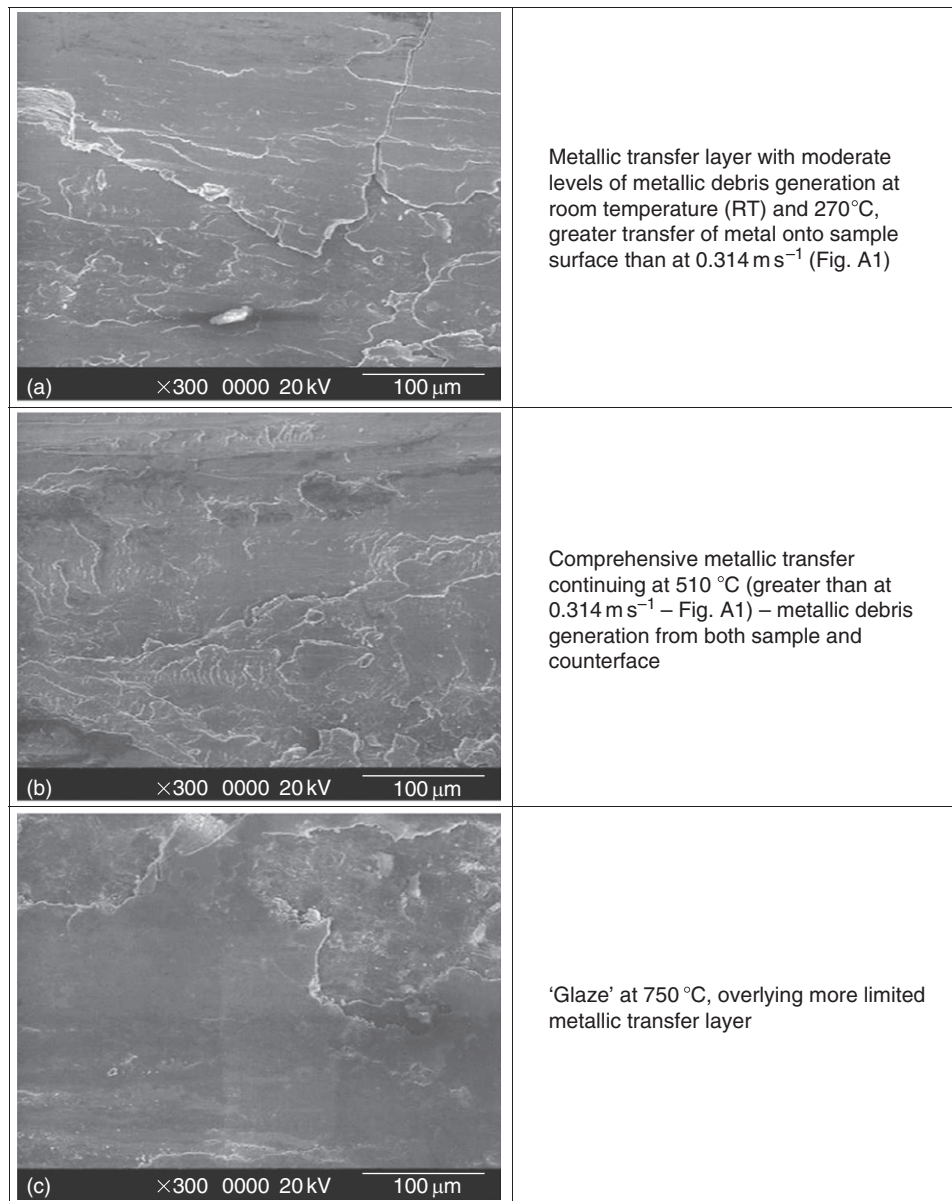 Metallic transfer layer with moderate
levels of metallic debris generation at
room temperature (RT) and 270°C,
greater transfer of metal onto sample
surface than at 0.314 m s⁻¹ (Fig. A1)
(a) ×300 0000 20 kV 100 μm
Comprehensive metallic transfer
continuing at 510 °C (greater than at
0.314 m s⁻¹ – Fig. A1) – metallic debris
generation from both sample and
counterface
(b) ×300 0000 20 kV 100 μm
‘Glaze’ at 750 °C, overlying more limited
metallic transfer layer
(c) ×300 0000 20 kV 100 μm